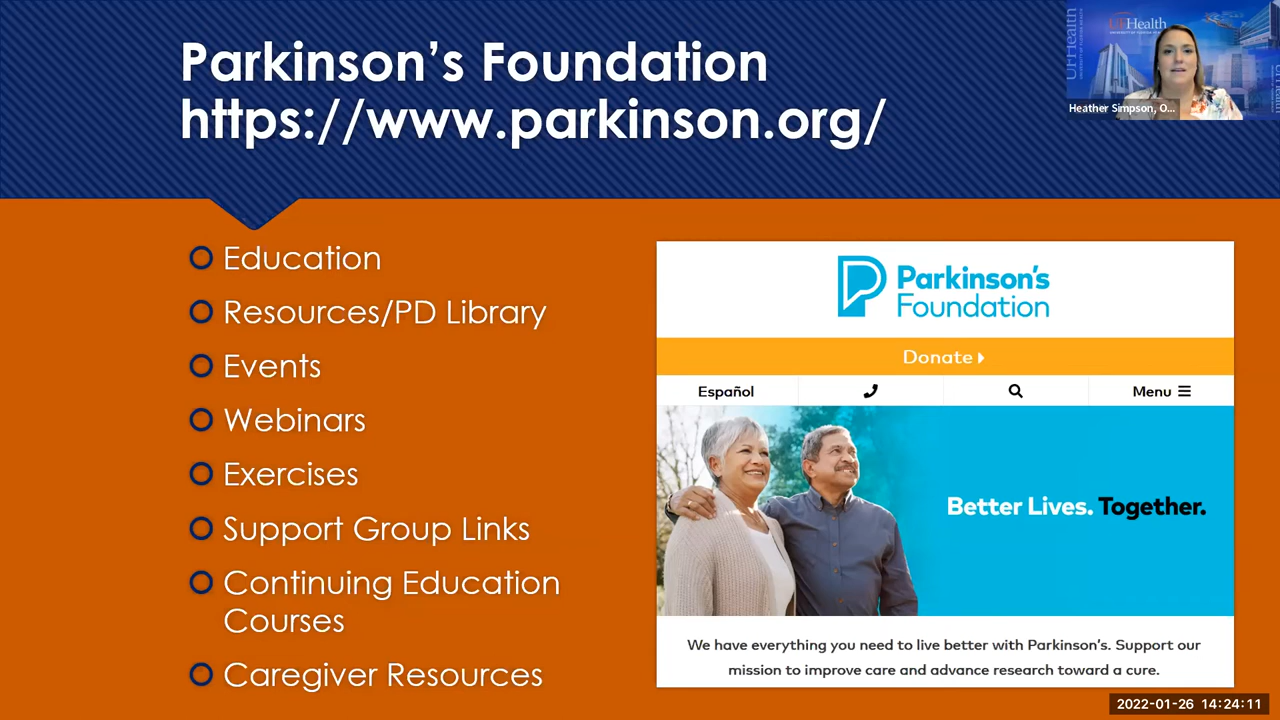 Parkinson’s Foundation
https://www.parkinson.org/
UFHealth
UFHealth
Heather Simpson, O...
Education
Resources/PD Library
Events
Webinars
Exercises
Support Group Links
Continuing Education
Courses
Caregiver Resources
Parkinson's
Foundation
Donate
Español
Menu
Better Lives. Together.
We have everything you need to live better with Parkinson's. Support our
mission to improve care and advance research toward a cure.
2022-01-26 14:24:11